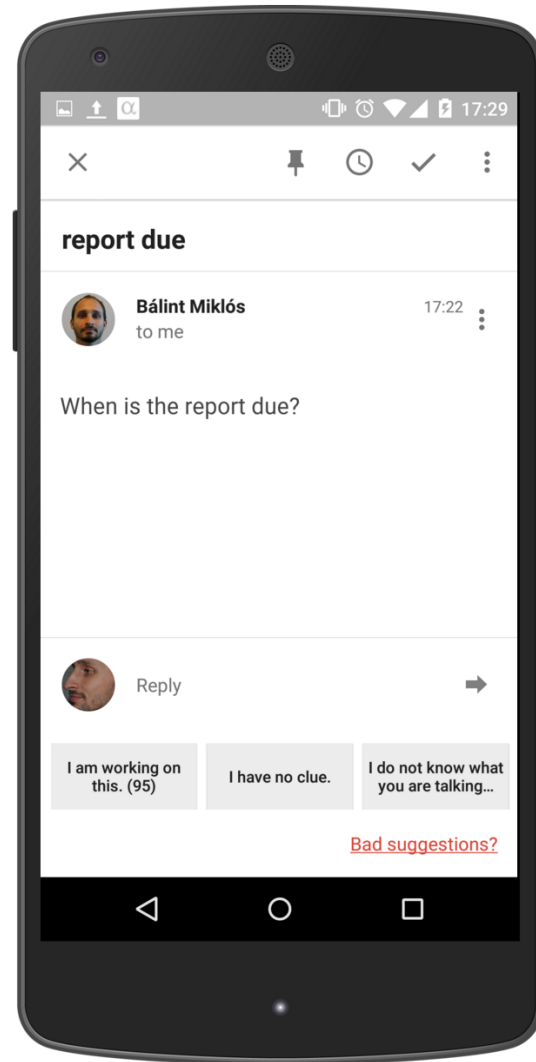 α 17:29
report due
Bálint Miklós 17:22
to me
When is the report due?
Reply
I am working on
this. (95)
I have no clue.
I do not know what
you are talking...
Bad suggestions?